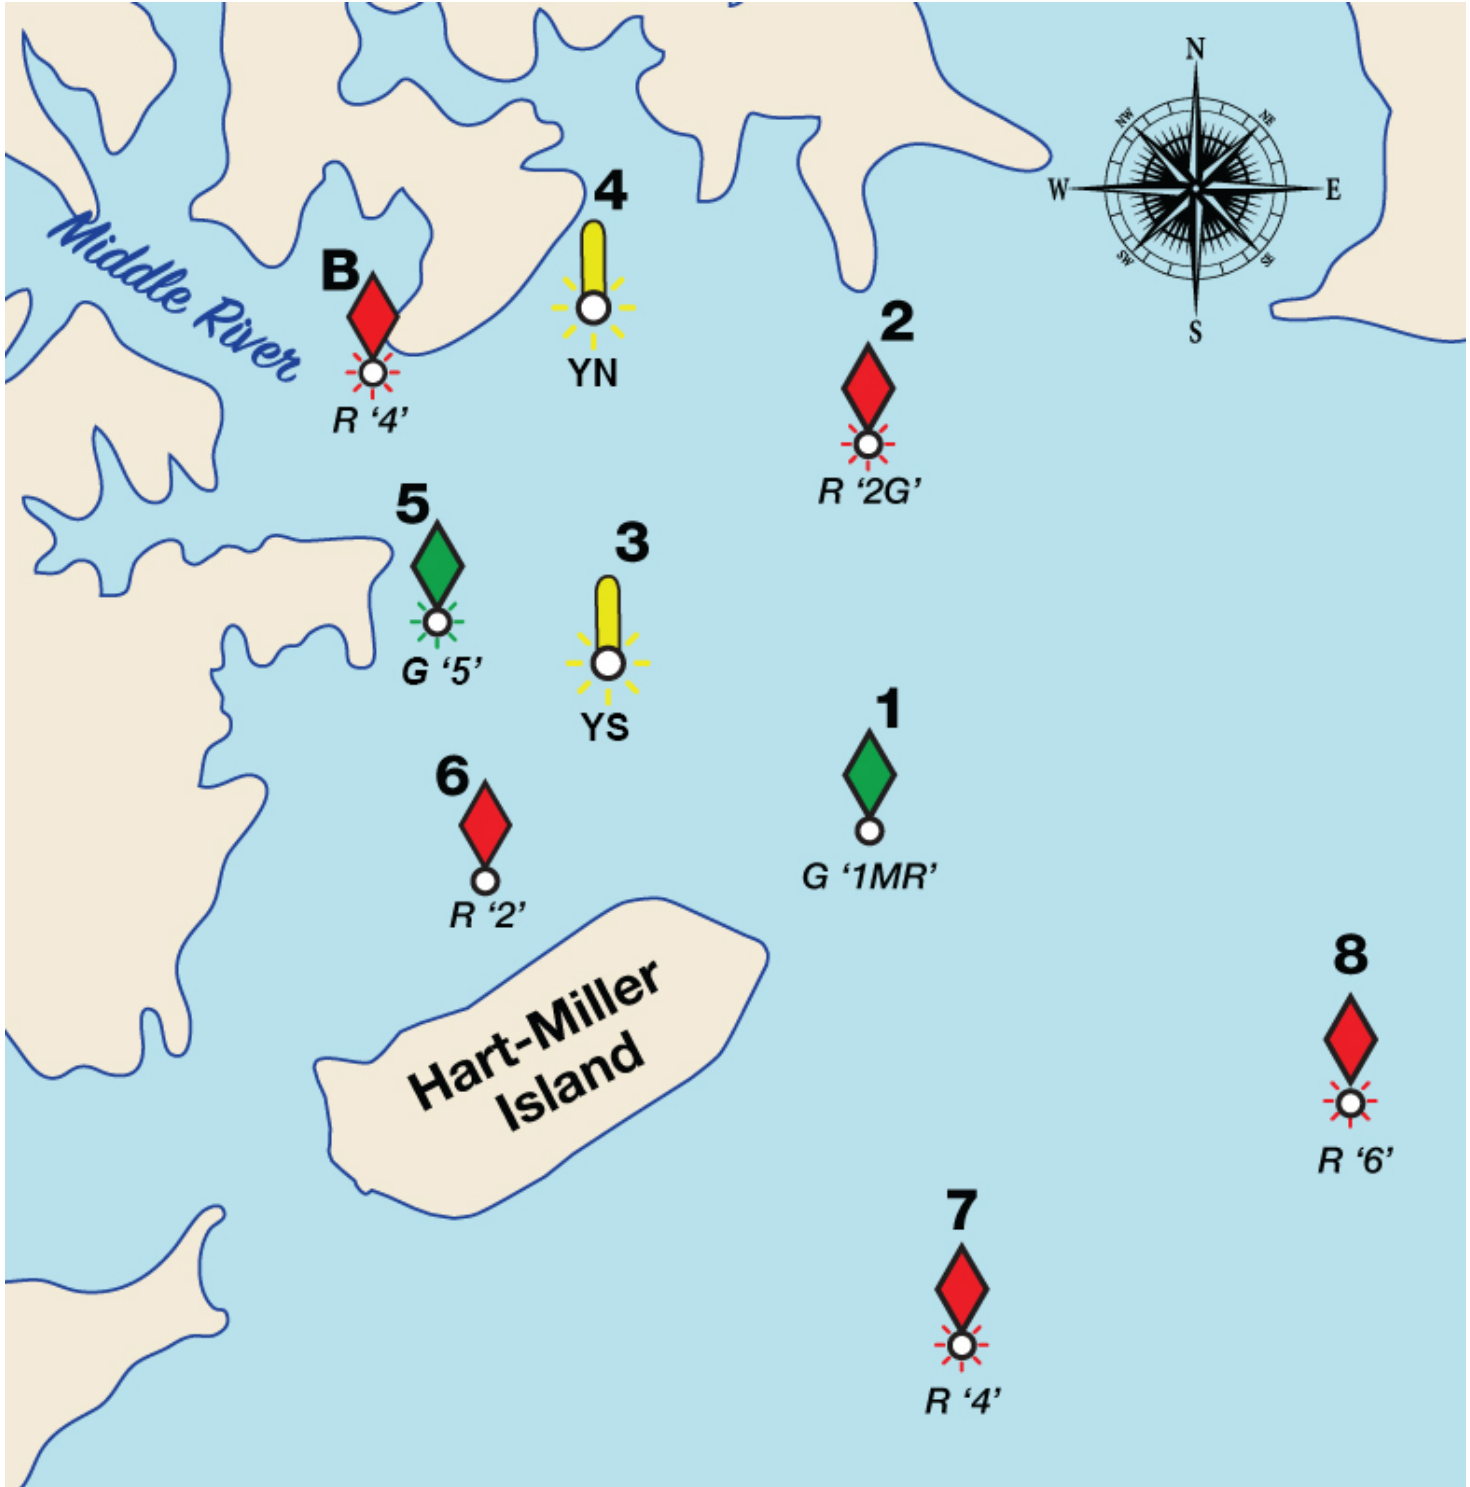 N
NW
NE
W
E
SW
SE
S
Middle River
4
YN
B
R ‘4’
2
R ‘2G’
5
G ‘5’
3
YS
1
G ‘1MR’
6
R ‘2’
Hart-Miller
Island
8
R ‘6’
7
R ‘4’